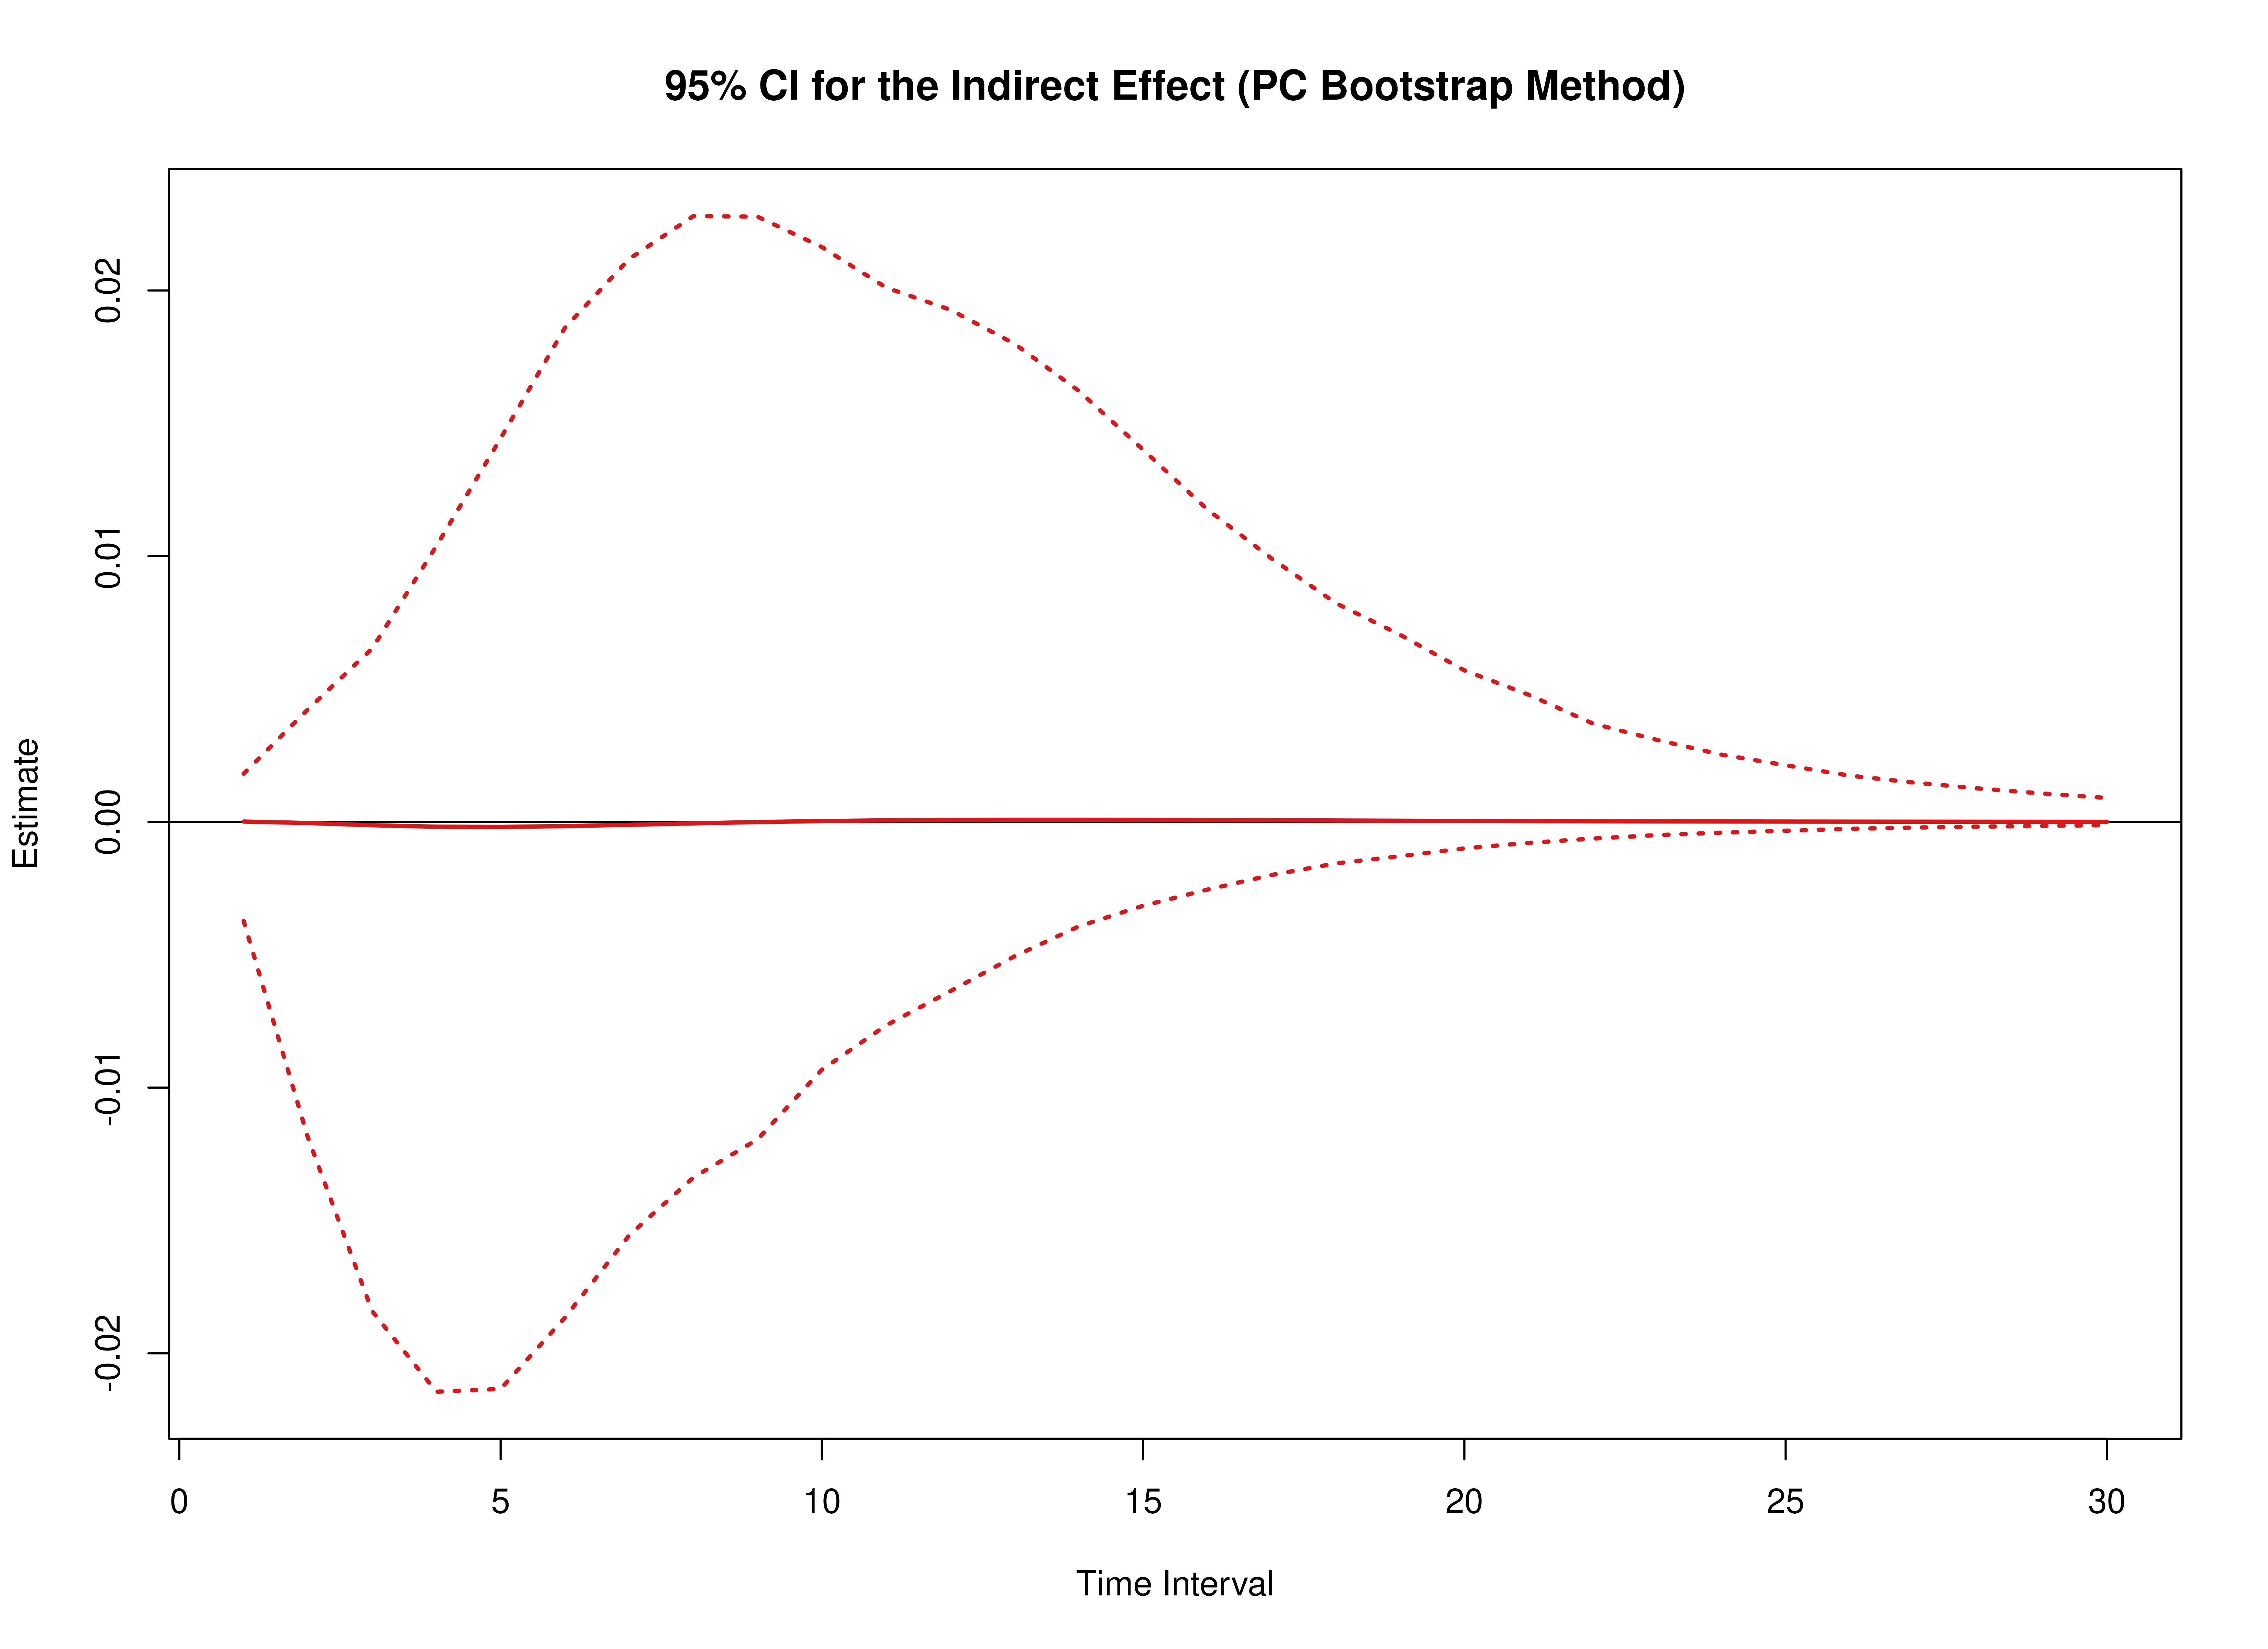 95% CI for the Indirect Effect (PC Bootstrap Method)
0.02
0.01
0.00
-0.01
-0.02
Estimate
0 5 10 15 20 25 30
Time Interval